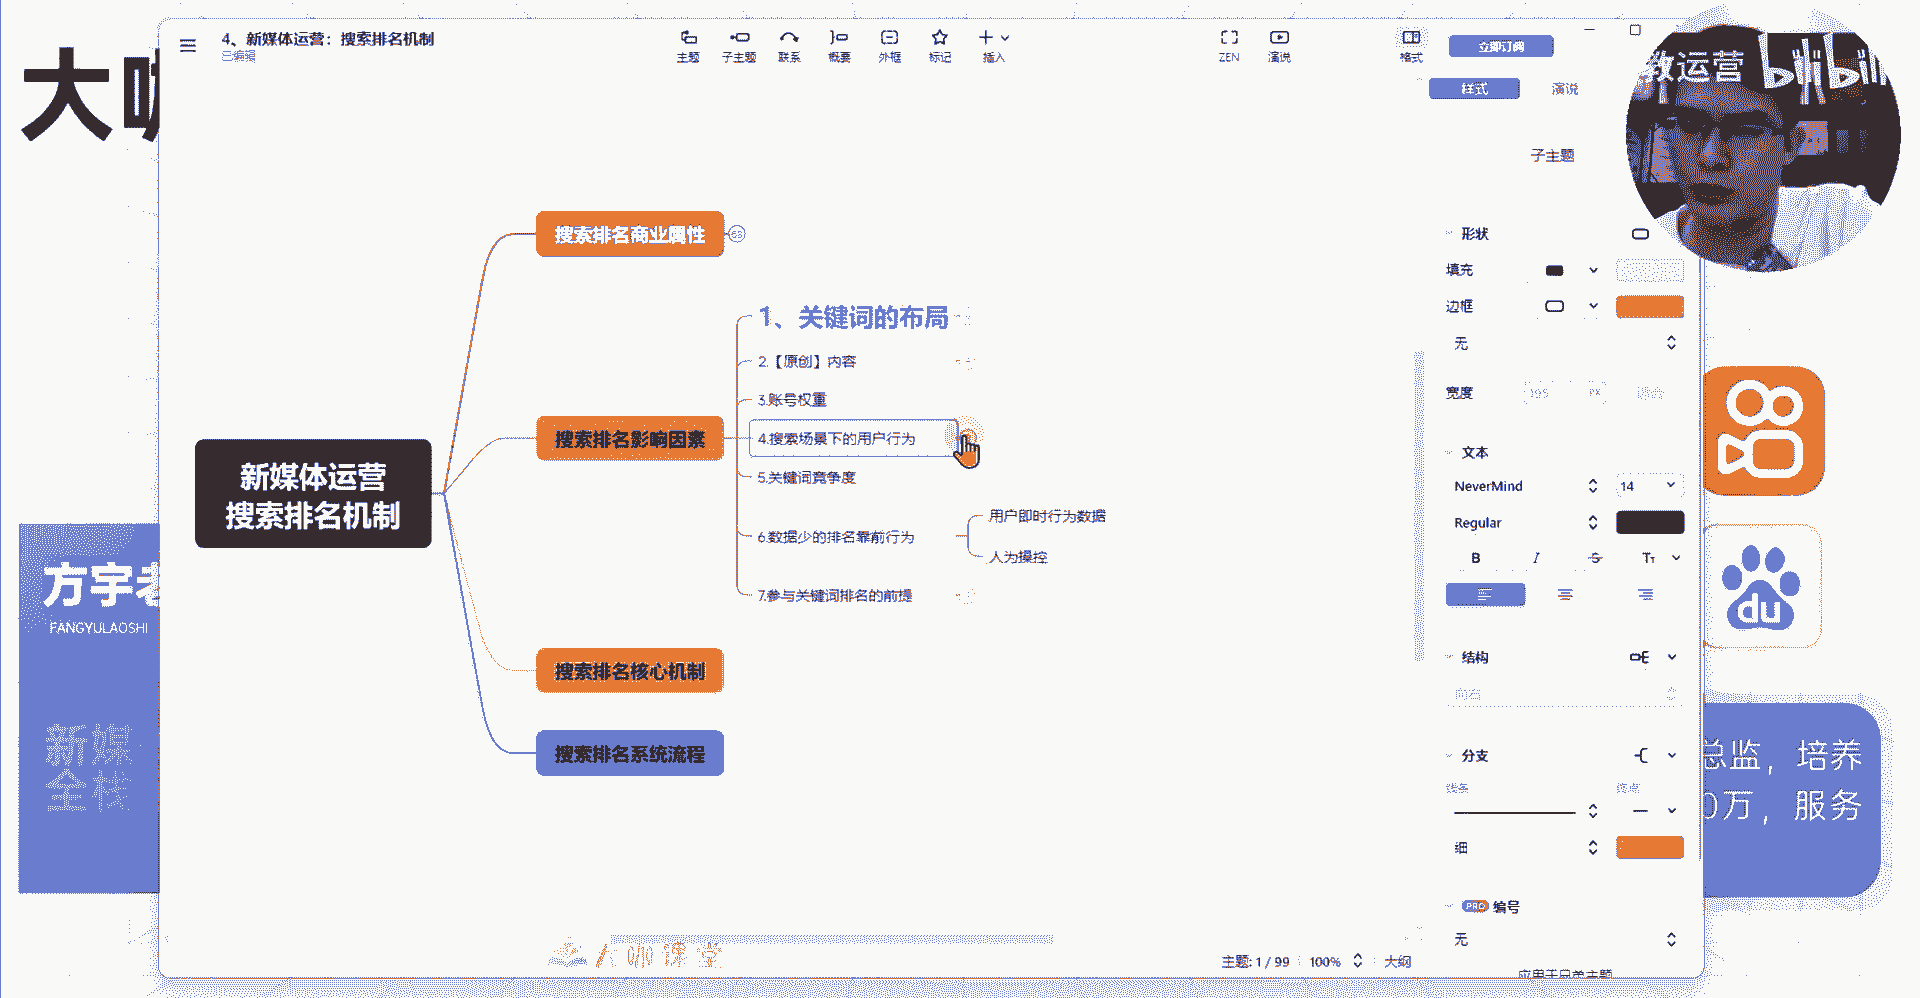 4、新媒体运营：搜索排名机制
已编辑
主题
子主题
联系
概要
外框
标记
插入
ZEN
演说
格式
立即订阅
样式
演说
教运营 bilibili
大咖
子主题
搜索排名商业属性
63
形状
填充
边框
无
宽度
195
PX
1、关键词的布局
2.【原创】内容
3.账号权重
搜索排名影响因素
4.搜索场景下的用户行为
5.关键词竞争度
6.数据少的排名靠前行为
用户即时行为数据
人为操控
7.参与关键词排名的前提
新媒体运营
搜索排名机制
搜索排名核心机制
搜索排名系统流程
文本
NeverMind
14
Regular
B
I
S
TT
结构
向右
分支
线条
终点
细
PRO 编号
无
应用于兄弟主题
du
方宇老
FANGYULAOSHI
新媒
全栈
总监，培养
0万，服务
大咖课堂
主题: 1 / 99
100%
大纲